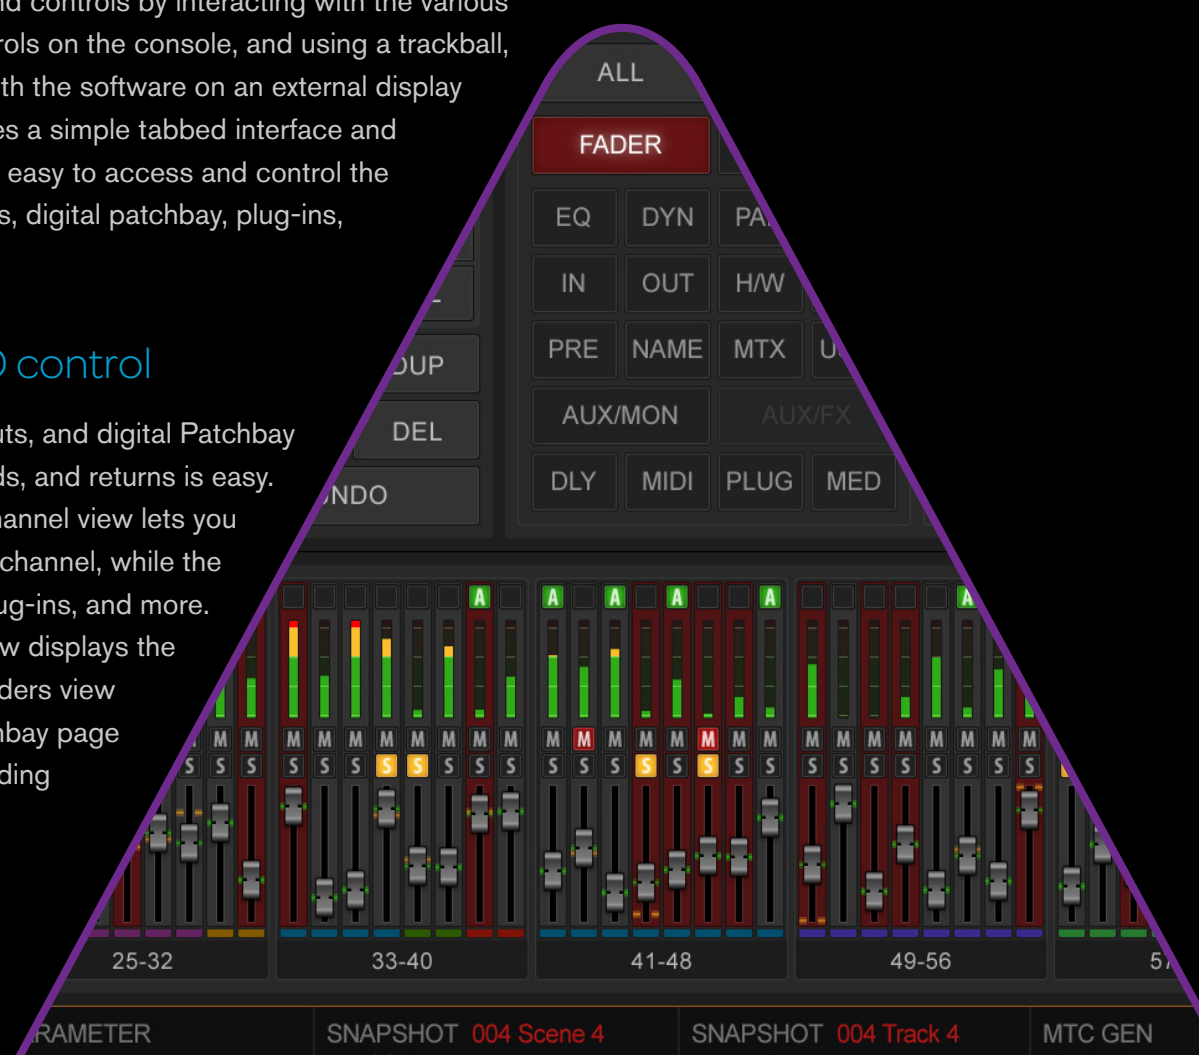 nd controls by interacting with the various
rols on the console, and using a trackball,
th the software on an external display
es a simple tabbed interface and
easy to access and control the
s, digital patchbay, plug-ins,
control
uts, and digital Patchbay
ds, and returns is easy.
annel view lets you
channel, while the
ug-ins, and more.
w displays the
ders view
nbay page
ding
ALL
FADER
EQ DYN PA
IN OUT H/W
PRE NAME MTX U
AUX/MON AUX/FX
DLY MIDI PLUG MED
DUP
DEL
UNDO
A A A A A A
M M M M M M M M M M M M M M M M M M M M M M M M M M
S S S S S S S S S S S S S S S S S S S S S S S S S S S
25-32 33-40 41-48 49-56 57
RAMETER SNAPSHOT 004 Scene 4 SNAPSHOT 004 Track 4 MTC GEN